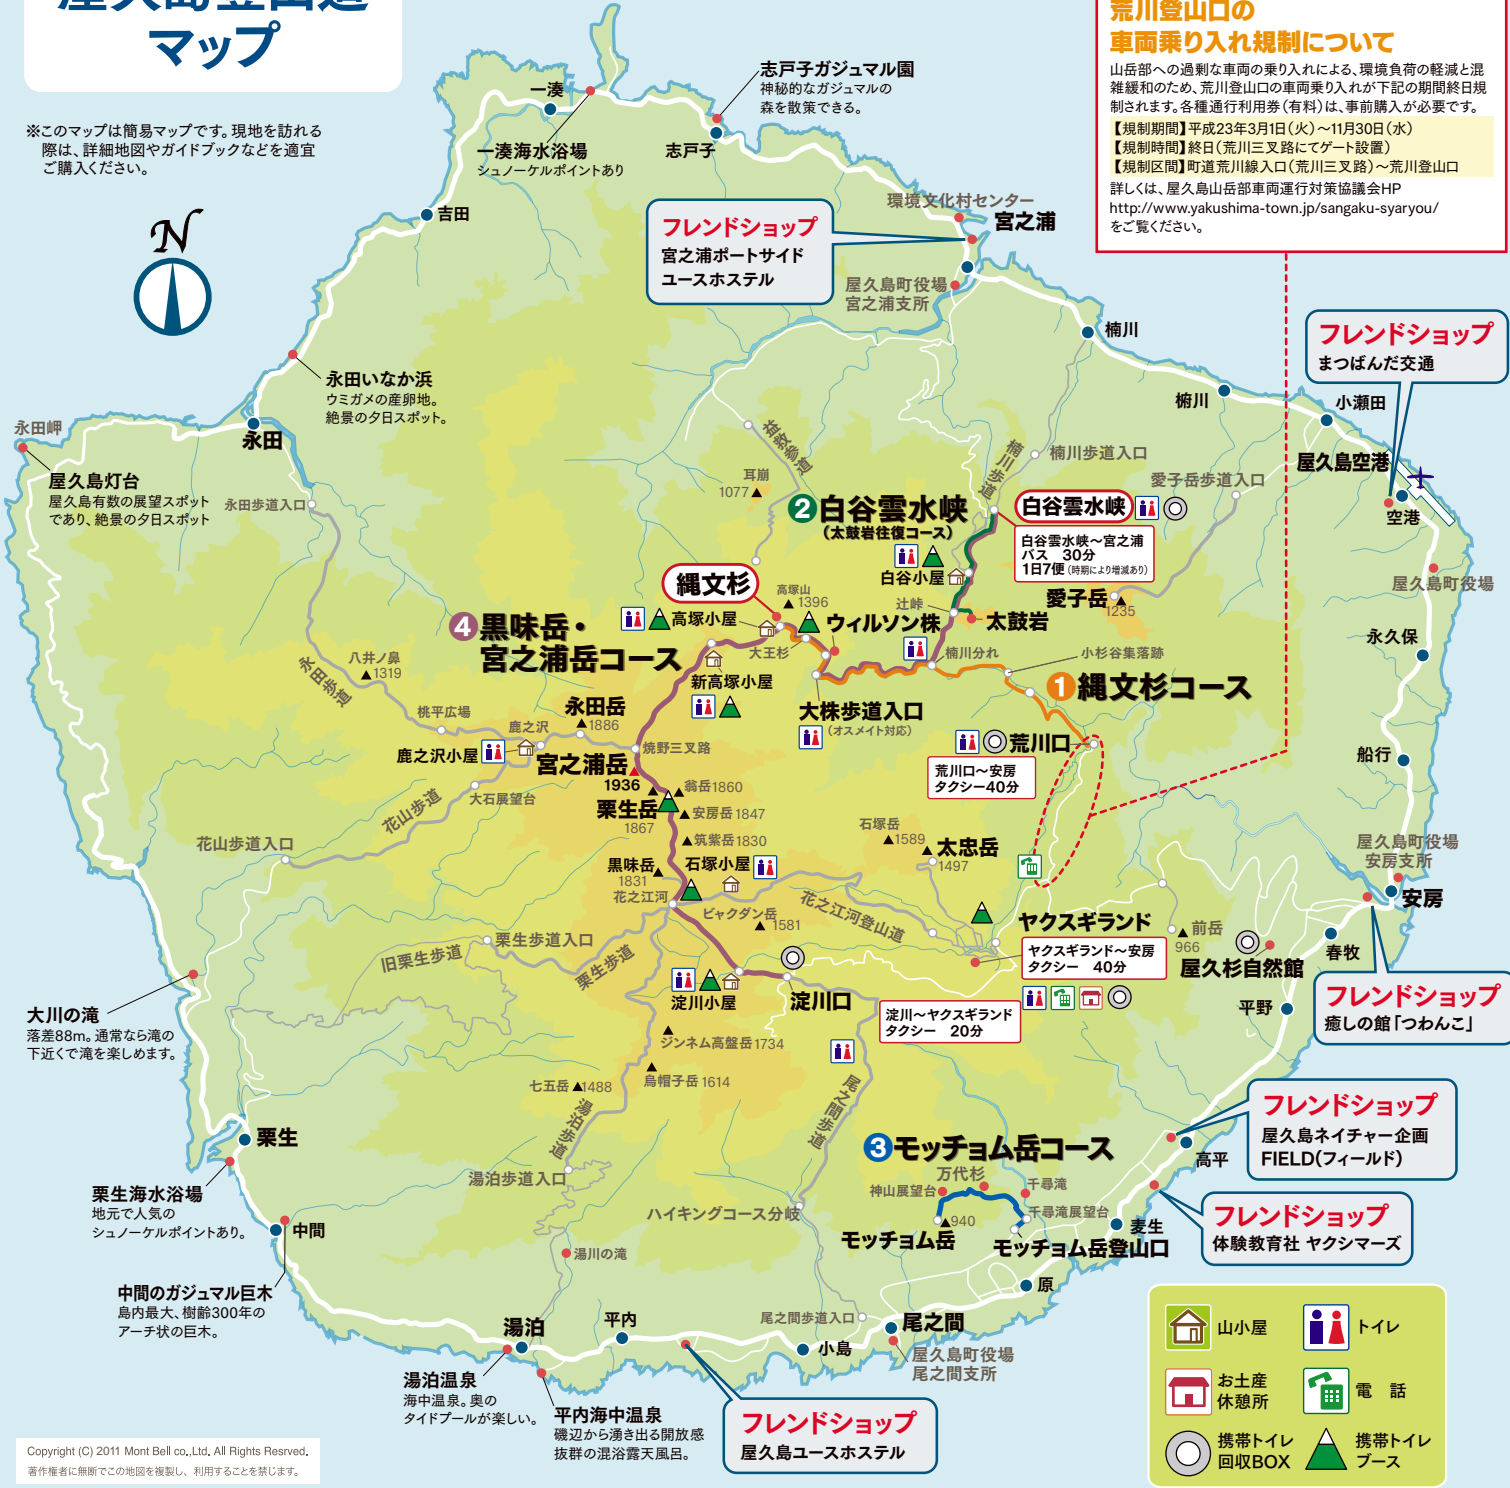 屋久島登山道
マップ
※このマップは簡易マップです。現地を訪れる
際は、詳細地図やガイドブックなどを適宜
ご購入ください。
N
荒川登山口の
車両乗り入れ規制について
山岳部への過剰な車両の乗り入れによる、環境負荷の軽減と混
雑緩和のため、荒川登山口の車両乗り入れが下記の期間終日規
制されます。各種通行利用券(有料)は、事前購入が必要です。
【規制期間】平成23年3月1日(火)～11月30日(水)
【規制時間】終日(荒川三叉路にてゲート設置)
【規制区間】町道荒川線入口(荒川三叉路)～荒川登山口
詳しくは、屋久島山岳部車両運行対策協議会HP
http://www.yakushima-town.jp/sangaku-syaryou/
をご覧ください。
一湊
一湊海水浴場
シュノーケルポイントあり
志戸子ガジュマル園
神秘的なガジュマルの
森を散策できる。
志戸子
吉田
環境文化村センター
宮之浦
フレンドショップ
宮之浦ポートサイド
ユースホステル
屋久島町役場
宮之浦支所
楠川
フレンドショップ
まつばんだ交通
椨川
小瀬田
屋久島空港
空港
永田いなか浜
ウミガメの産卵地。
絶景の夕日スポット。
永田
永田岬
屋久島灯台
屋久島有数の展望スポット
であり、絶景の夕日スポット
永田歩道入口
益救参道
耳崩
1077
楠川歩道
楠川歩道入口
愛子岳歩道入口
2 白谷雲水峡
(太鼓岩往復コース)
白谷雲水峡
白谷雲水峡～宮之浦
バス 30分
1日7便(時期により増減あり)
白谷小屋
愛子岳
1235
屋久島町役場
永久保
縄文杉
高塚山
1396
辻峠
太鼓岩
4 黒味岳・
宮之浦岳コース
高塚小屋
ウィルソン株
大王杉
楠川分れ
小杉谷集落跡
1 縄文杉コース
八井ノ鼻
1319
永田歩道
新高塚小屋
大株歩道入口
(オスメイト対応)
桃平広場
鹿之沢
永田岳
1886
焼野三叉路
荒川口
荒川口～安房
タクシー40分
船行
鹿之沢小屋
宮之浦岳
1936
大石展望台
花山歩道
栗生岳
1867
翁岳1860
安房岳1847
筑紫岳1830
石塚岳
1589
太忠岳
1497
花山歩道入口
黒味岳
1831
石塚小屋
花之江河
ビャクダン岳
1581
花之江河登山道
ヤクスギランド
ヤクスギランド～安房
タクシー 40分
前岳
966
屋久杉自然館
屋久島町役場
安房支所
安房
春牧
平野
フレンドショップ
癒しの館「つわんこ」
栗生歩道入口
旧栗生歩道
栗生歩道
淀川小屋
淀川口
淀川～ヤクスギランド
タクシー 20分
大川の滝
落差88m。通常なら滝の
下近くで滝を楽しめます。
ジンネム高盤岳1734
烏帽子岳1614
七五岳 1488
湯泊歩道
尾之間歩道
栗生
湯泊歩道入口
3 モッチョム岳コース
万代杉
神山展望台
千尋滝
千尋滝展望台
940
モッチョム岳
モッチョム岳登山口
ハイキングコース分岐
フレンドショップ
屋久島ネイチャー企画
FIELD(フィールド)
高平
麦生
フレンドショップ
体験教育社 ヤクシマーズ
栗生海水浴場
地元で人気の
シュノーケルポイントあり。
中間
中間のガジュマル巨木
島内最大、樹齢300年の
アーチ状の巨木。
湯川の滝
原
尾之間歩道入口
尾之間
屋久島町役場
尾之間支所
湯泊
平内
小島
湯泊温泉
海中温泉。奥の
タイドプールが楽しい。
平内海中温泉
磯辺から湧き出る開放感
抜群の混浴露天風呂。
フレンドショップ
屋久島ユースホステル
山小屋
トイレ
お土産
休憩所
電 話
携帯トイレ
回収BOX
携帯トイレ
ブース
Copyright (C) 2011 Mont Bell co.,Ltd. All Rights Resrved.
著作権者に無断でこの地図を複製し、利用することを禁じます。